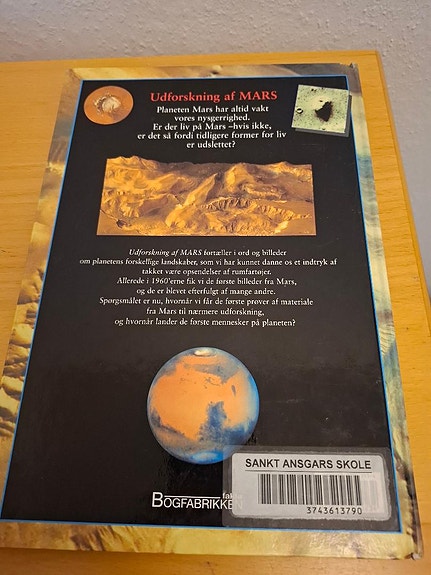 Udforskning af MARS
Planeten Mars har altid vakt
vores nysgerrighed.
Er der liv på Mars –hvis ikke,
er det så fordi tidligere former for liv
er udslettet?
Udforskning af MARS fortæller i ord og billeder
om planetens forskellige landskaber, som vi har kunnet danne os et indtryk af
takket være opsendelser af rumfartøjer.
Allerede i 1960'erne fik vi de første billeder fra Mars,
og de er blevet efterfulgt af mange andre.
Spørgsmålet er nu, hvornår vi får de første prøver af materiale
fra Mars til nærmere udforskning,
og hvornår lander de første mennesker på planeten?
BOGFABRIKKEN
SANKT ANSGARS SKOLE
3743613790